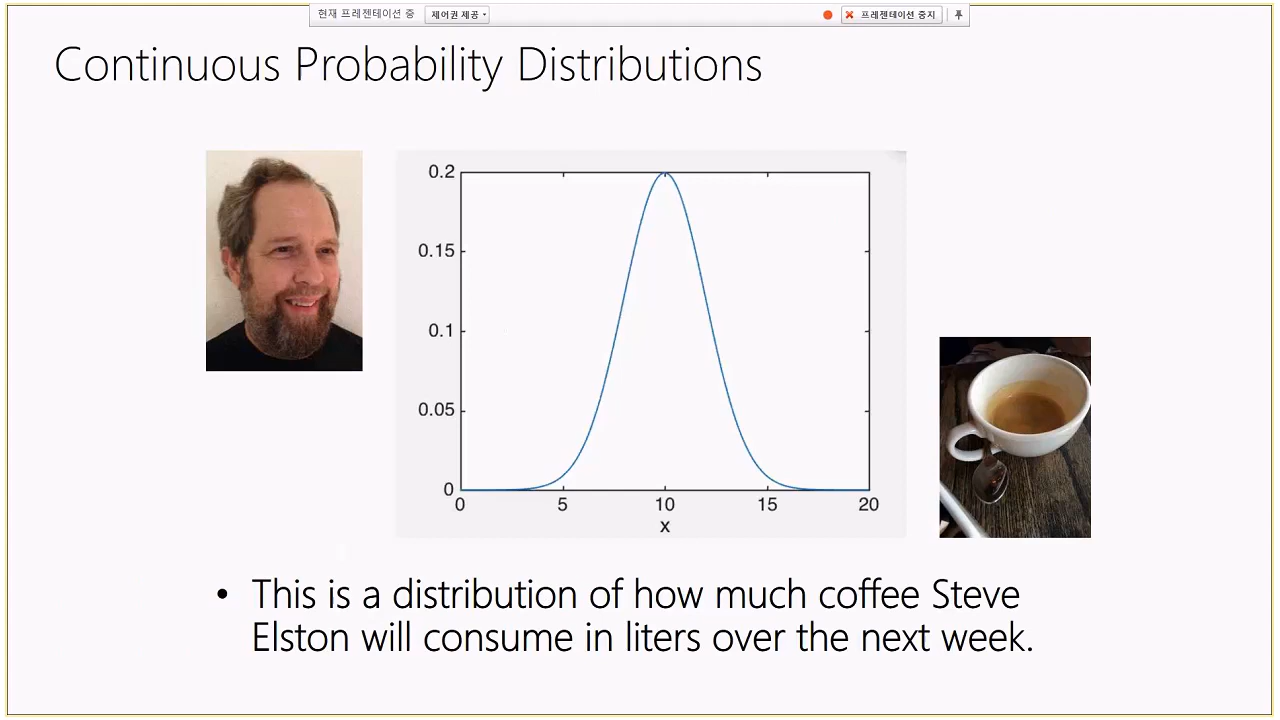 현재 프레젠테이션 중 제어권 제공 프레젠테이션 중지
Continuous Probability Distributions
0.2
0.15
0.1
0.05
0
0 5 10 15 20
x
• This is a distribution of how much coffee Steve
Elston will consume in liters over the next week.